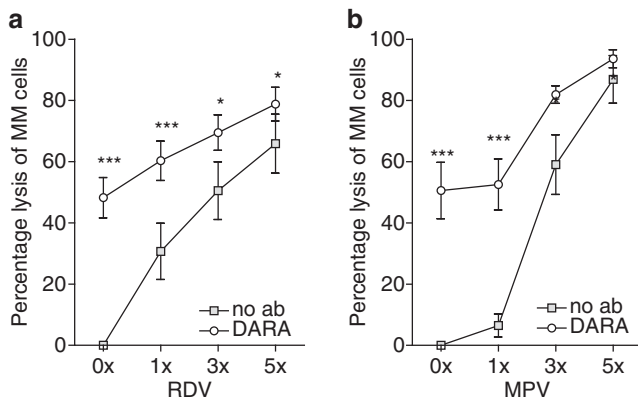 a
100
80
60
40
20
0
Percentage lysis of MM cells
***
***
*
*
no ab
DARA
0x 1x 3x 5x
RDV
b
100
80
60
40
20
0
Percentage lysis of MM cells
***
***
*
*
no ab
DARA
0x 1x 3x 5x
MPV